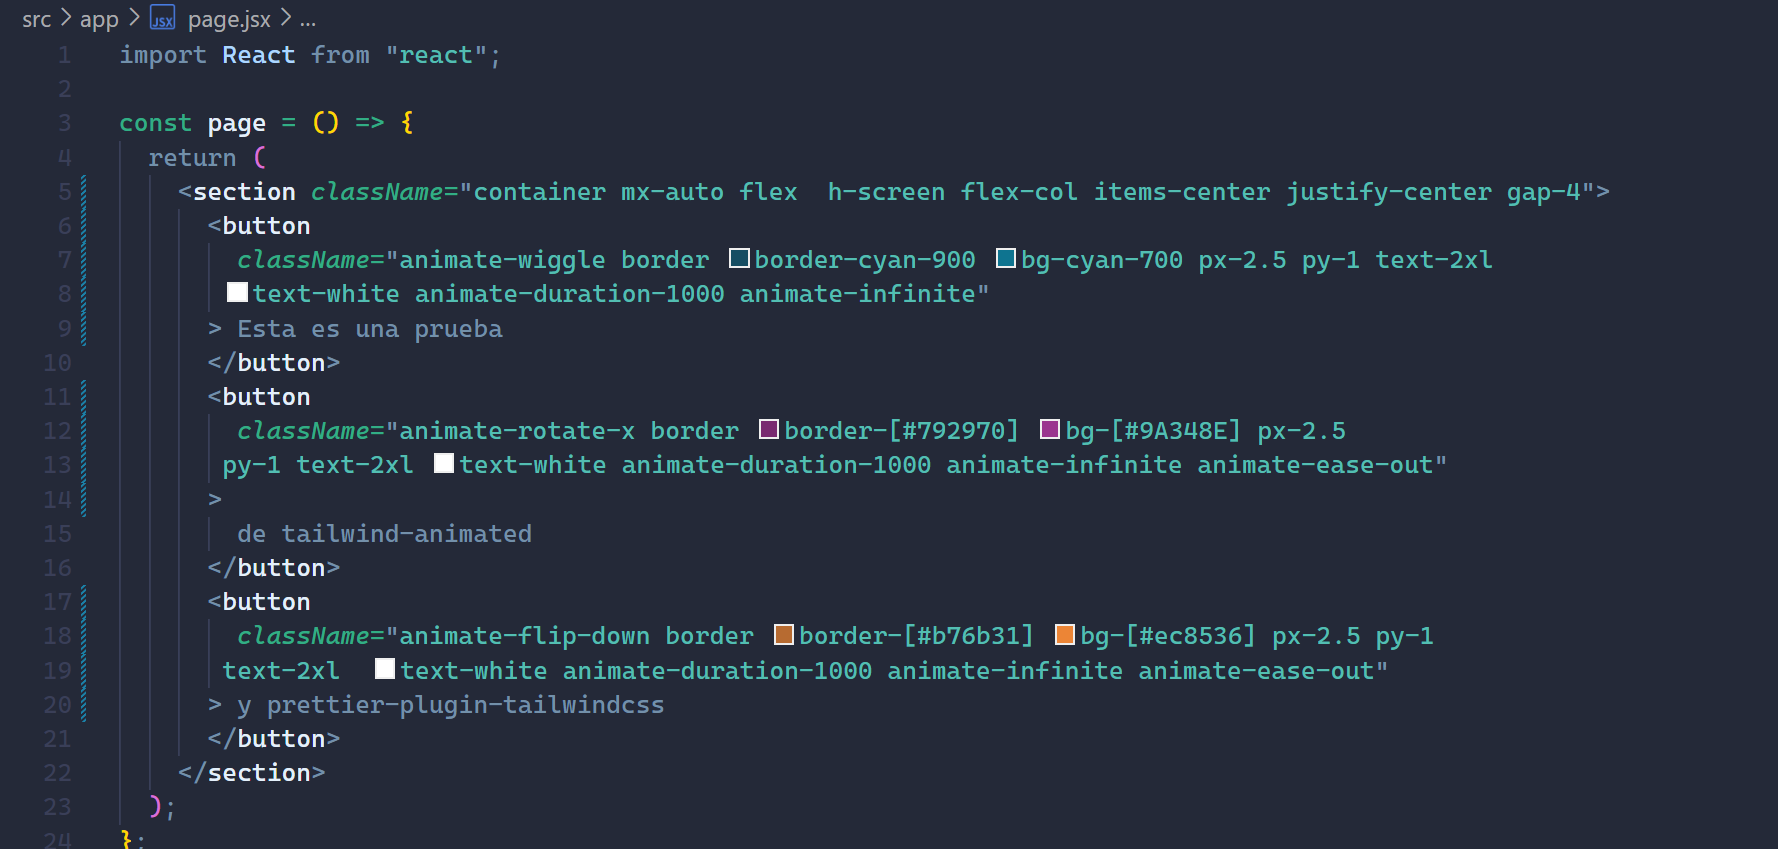 src > app > JSX page.jsx > ...
1 import React from "react";
2
3 const page = () => {
4 return (
5 <section className="container mx-auto flex  h-screen flex-col items-center justify-center gap-4">
6 <button
7 className="animate-wiggle border border-cyan-900 bg-cyan-700 px-2.5 py-1 text-2xl
8 text-white animate-duration-1000 animate-infinite"
9 > Esta es una prueba
10 </button>
11 <button
12 className="animate-rotate-x border border-[#792970] bg-[#9A348E] px-2.5
13 py-1 text-2xl text-white animate-duration-1000 animate-infinite animate-ease-out"
14 >
15 de tailwind-animated
16 </button>
17 <button
18 className="animate-flip-down border border-[#b76b31] bg-[#ec8536] px-2.5 py-1
19 text-2xl  text-white animate-duration-1000 animate-infinite animate-ease-out"
20 > y prettier-plugin-tailwindcss
21 </button>
22 </section>
23 );
24 };